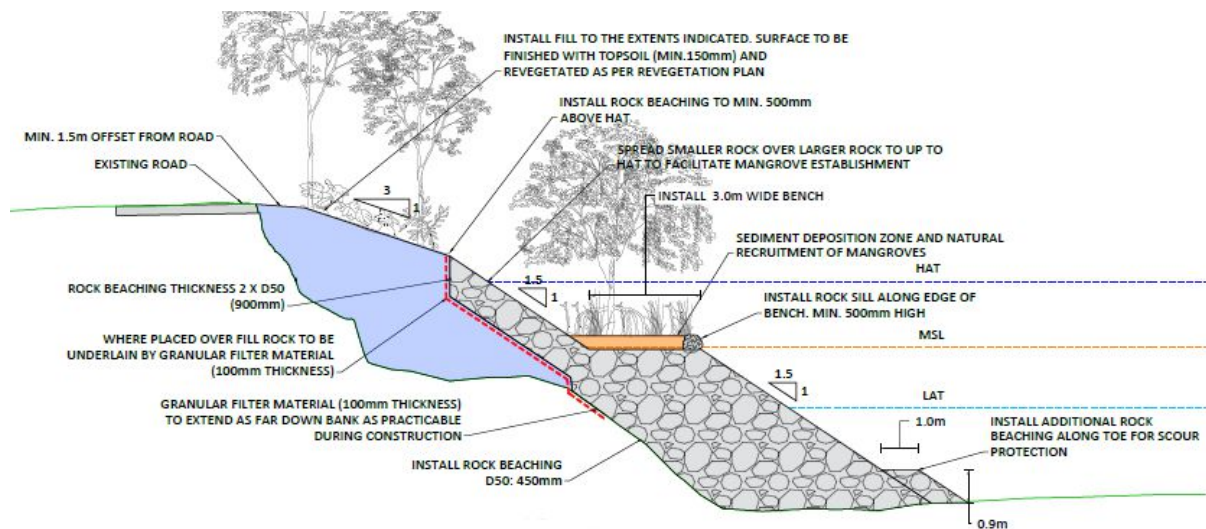 INSTALL FILL TO THE EXTENTS INDICATED. SURFACE TO BE
FINISHED WITH TOPSOIL (MIN.150mm) AND
REVEGETATED AS PER REVEGETATION PLAN
INSTALL ROCK BEACHING TO MIN. 500mm
ABOVE HAT
MIN. 1.5m OFFSET FROM ROAD
SPREAD SMALLER ROCK OVER LARGER ROCK TO UP TO
HAT TO FACILITATE MANGROVE ESTABLISHMENT
EXISTING ROAD
3
1
INSTALL 3.0m WIDE BENCH
SEDIMENT DEPOSITION ZONE AND NATURAL
RECRUITMENT OF MANGROVES
HAT
ROCK BEACHING THICKNESS 2 X D50
(900mm)
1.5
1
INSTALL ROCK SILL ALONG EDGE OF
BENCH. MIN. 500mm HIGH
MSL
WHERE PLACED OVER FILL ROCK TO BE
UNDERLAIN BY GRANULAR FILTER MATERIAL
(100mm THICKNESS)
1.5
1
LAT
GRANULAR FILTER MATERIAL (100mm THICKNESS)
TO EXTEND AS FAR DOWN BANK AS PRACTICABLE
DURING CONSTRUCTION
1.0m
INSTALL ADDITIONAL ROCK
BEACHING ALONG TOE FOR SCOUR
PROTECTION
INSTALL ROCK BEACHING
D50: 450mm
0.9m